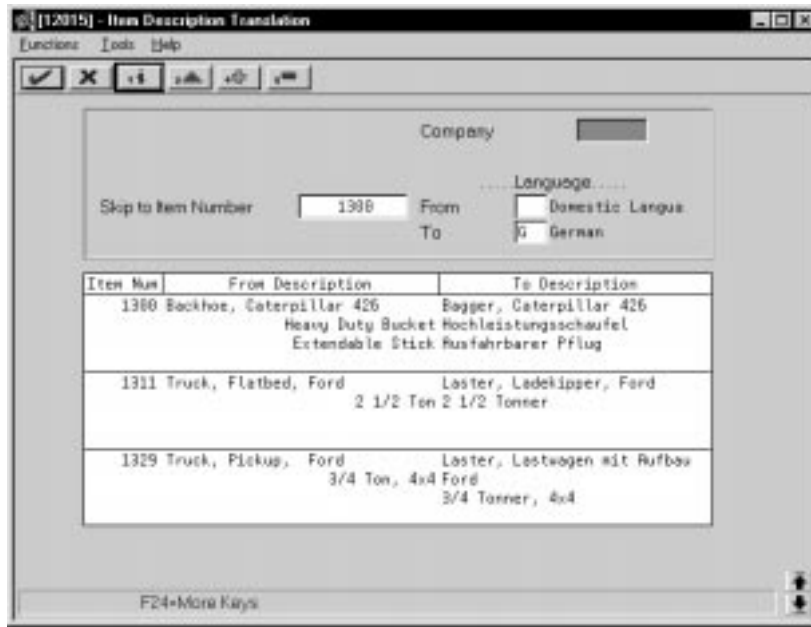 [12015] - Item Description Translation
Functions Tools Help
Company
.....Language.....
Skip to Item Number 1308 From Domestic Langua
To G German
Item Num From Description To Description
1308 Backhoe, Caterpillar 426 Bagger, Caterpillar 426
Heavy Duty Bucket Hochleistungsschaufel
Extendable Stick Ausfahrbarer Pflug
1311 Truck, Flatbed, Ford Laster, Ladekipper, Ford
2 1/2 Ton 2 1/2 Tonner
1329 Truck, Pickup, Ford Laster, Lastwagen mit Aufbau
3/4 Ton, 4x4 Ford
3/4 Tonner, 4x4
F24=More Keys